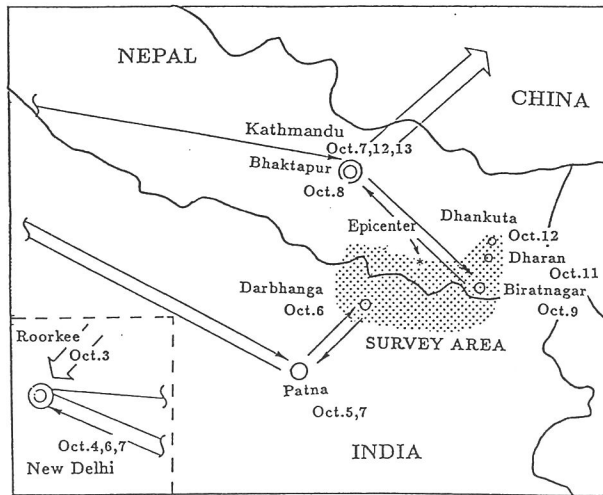 NEPAL
CHINA
Kathmandu
Oct.7,12,13
Bhaktapur
Oct.8
Epicenter
Dhankuta
Oct.12
Dharan
Oct.11
Biratnagar
Oct.9
Darbhanga
Oct.6
SURVEY AREA
Roorkee
Oct.3
Patna
Oct.5,7
Oct.4,6,7
New Delhi
INDIA